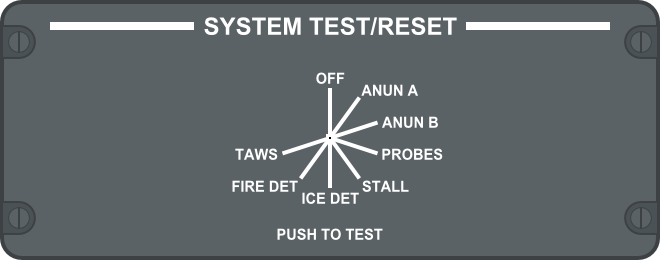 SYSTEM TEST/RESET
OFF
ANUN A
ANUN B
PROBES
STALL
ICE DET
FIRE DET
TAWS
PUSH TO TEST